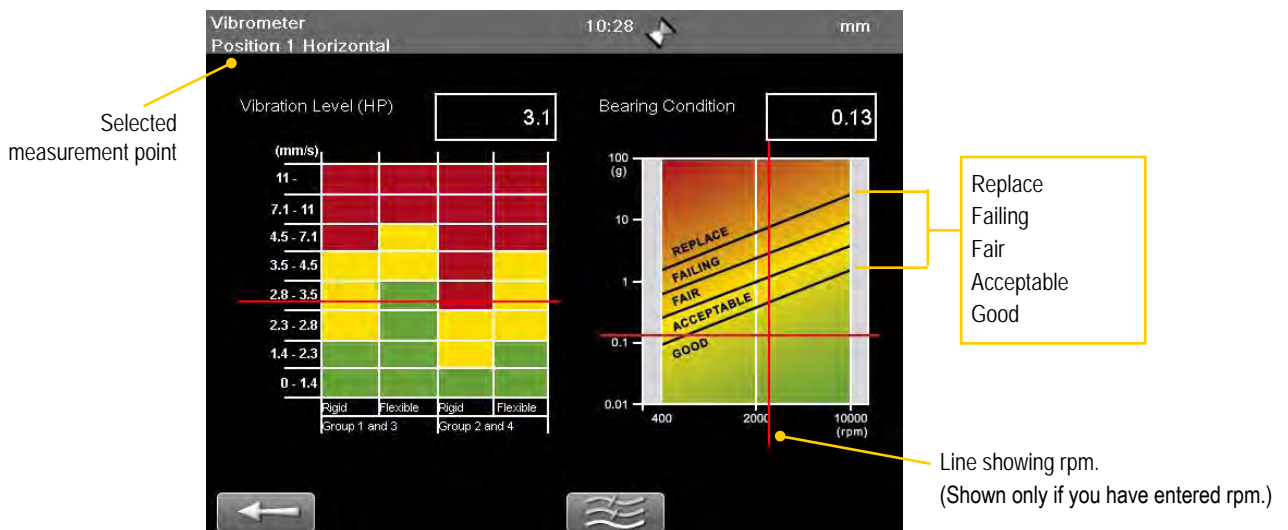 Vibrometer
Position 1 Horizontal
10:28
mm
Selected
measurement point
Vibration Level (HP)
3.1
(mm/s)
11 -
7.1 - 11
4.5 - 7.1
3.5 - 4.5
2.8 - 3.5
2.3 - 2.8
1.4 - 2.3
0 - 1.4
Rigid Flexible Rigid Flexible
Group 1 and 3 Group 2 and 4
Bearing Condition
0.13
100
(g)
10
1
0.1
0.01
REPLACE
FAILING
FAIR
ACCEPTABLE
GOOD
400 2000 10000
(rpm)
Replace
Failing
Fair
Acceptable
Good
Line showing rpm.
(Shown only if you have entered rpm.)